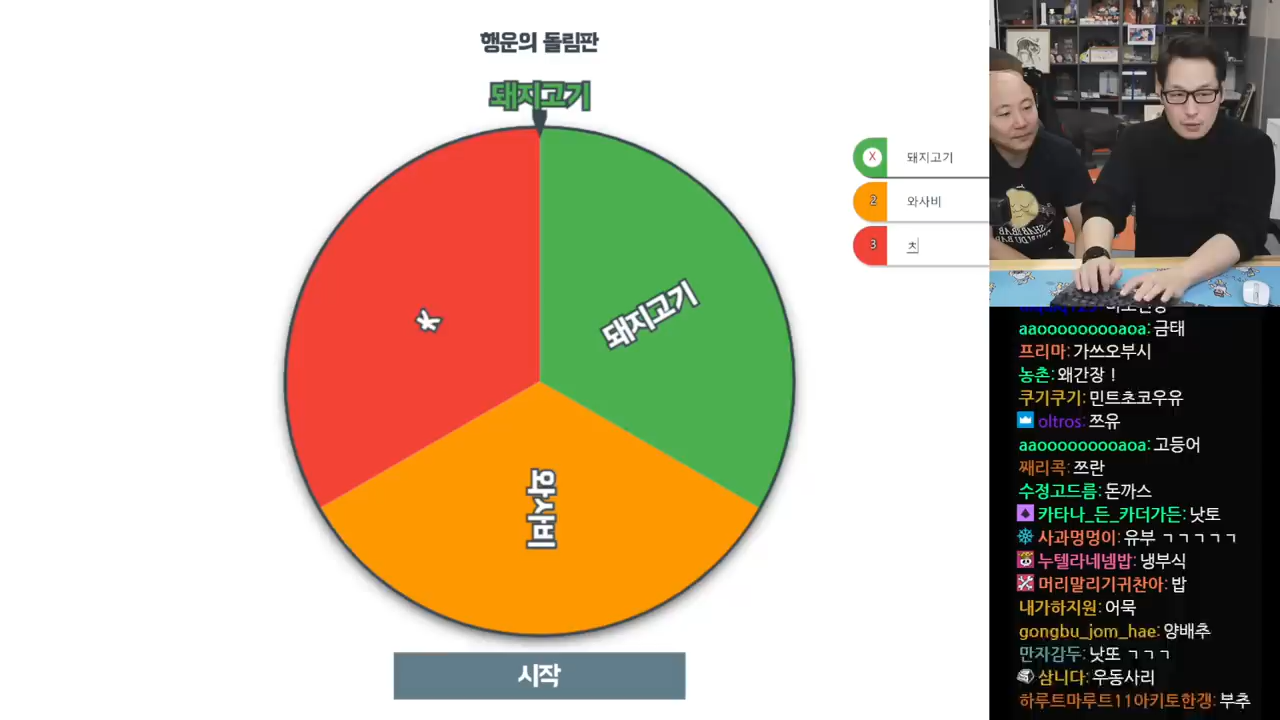 행운의 돌림판
돼지고기
돼지고기
와사비
ㅊ
X 돼지고기
2 와사비
3 ㅊ
시작
aaooooooooaoa: 금태
프리마: 가쓰오부시
농촌: 왜간장 !
쿠기쿠기: 민트초코우유
oltros: 쯔유
aaooooooooaoa: 고등어
째리콕: 쯔란
수정고드름: 돈까스
카타나_든_카더가든: 낫토
사과멍멍이: 유부 ㄱㄱㄱㄱㄱ
누텔라네넴밥: 냉부식
머리말리기귀찬아: 밥
내가하지원: 어묵
gongbu_jom_hae: 양배추
만자감두: 낫또 ㄱㄱㄱ
삼니다: 우동사리
하루트마루트11아키토한갱: 부추